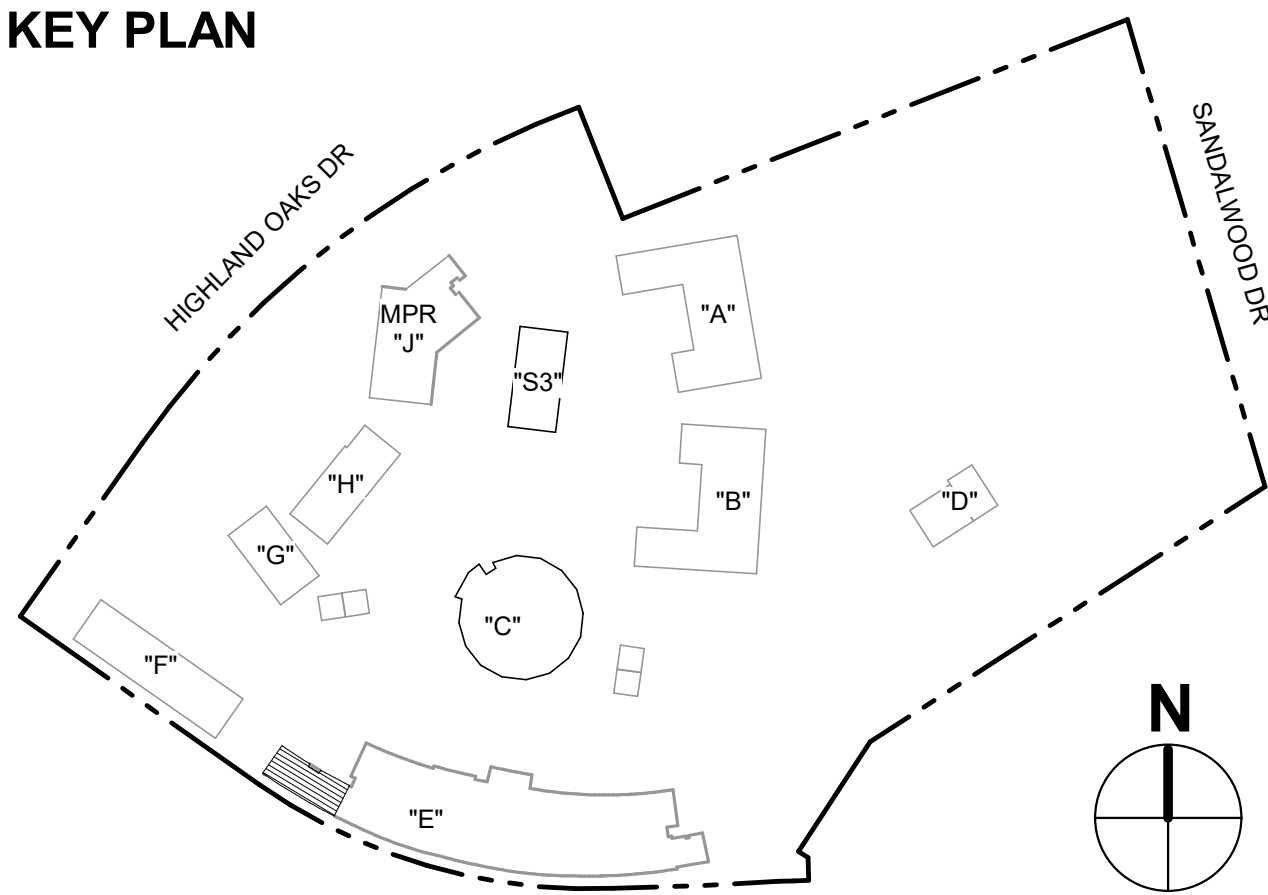 KEY PLAN
HIGHLAND OAKS DR
SANDALWOOD DR
MPR
"J"
"A"
"S3"
"H"
"B"
"D"
"G"
"C"
"F"
"E"
N